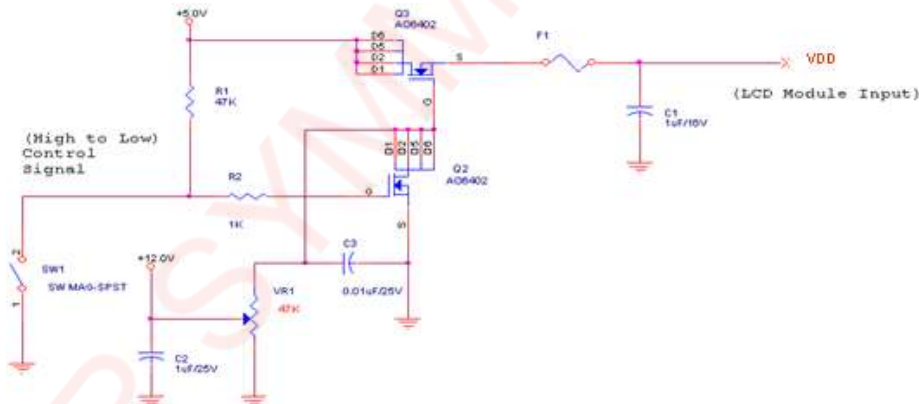 +5.0V
Q3
AO6402
D6
D5
D2
D1
S
G
F1
VDD
(LCD Module Input)
R1
47K
C1
1uF/16V
(High to Low)
Control
Signal
D1
D2
D5
D6
Q2
AO6402
R2
G
1K
S
2
SW1
SW MAG-SPST
1
+12.0V
C3
0.01uF/25V
VR1
47K
C2
1uF/25V